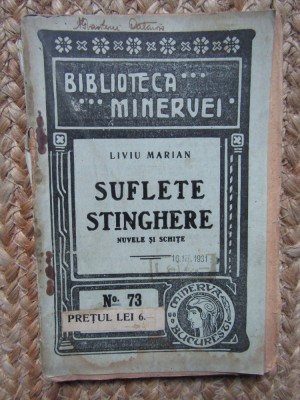 BIBLIOTECA
MINERVEI
LIVIU MARIAN
SUFLETE
STINGHERE
NUVELE ȘI SCHIȚE
No. 73
PREȚUL LEI 6.
MINERVA
BUCUREȘTI